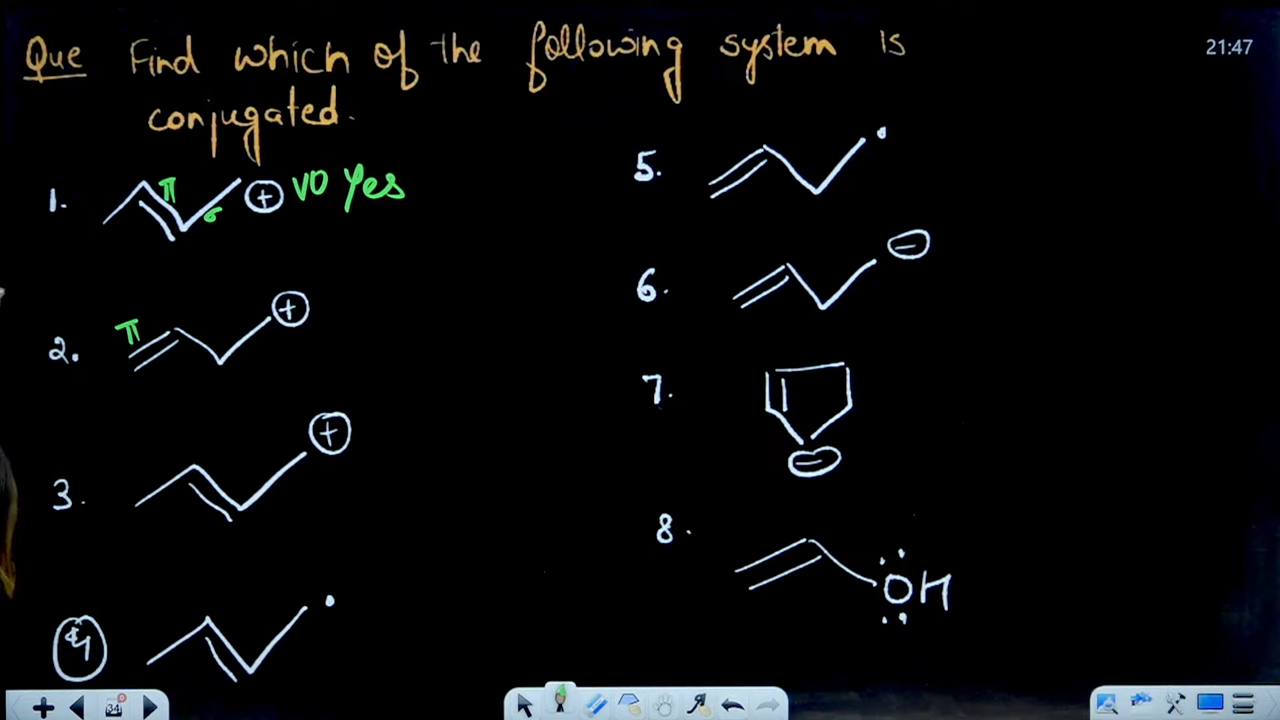 Que Find which of the following system is
conjugated.
21:47
1. π σ ⊕ VO Yes
2. π ⊕
3. ⊕
4
5.
6. ⊖
7. ⊖
8. OH
34